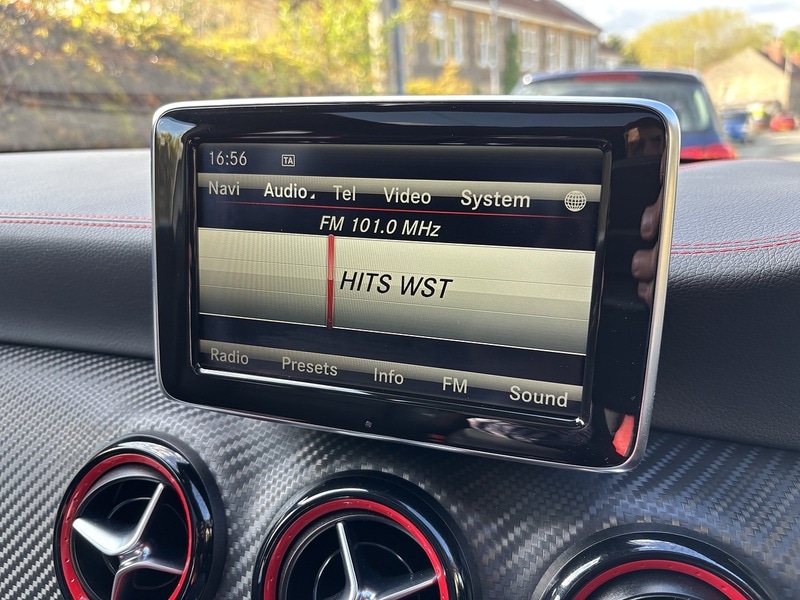 16:56 TA
Navi Audio Tel Video System
FM 101.0 MHz
HITS WST
Radio Presets Info FM Sound